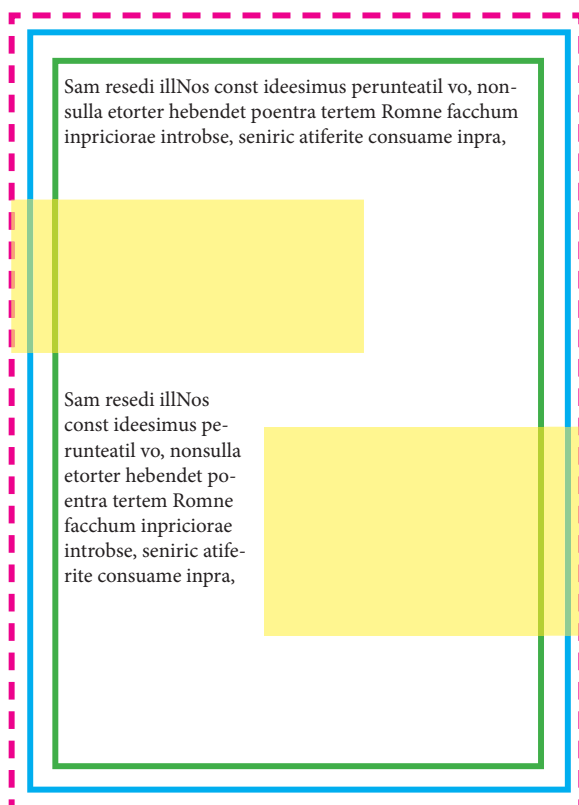 Sam resedi illNos const ideesimus perunteatil vo, non-
sulla etorter hebendet poentra tertem Romne facchum
inpriciorae introbse, seniric atiferite consuame inpra,
Sam resedi illNos
const ideesimus pe-
runteatil vo, nonsulla
etorter hebendet po-
entra tertem Romne
facchum inpriciorae
introbse, seniric atife-
rite consuame inpra,